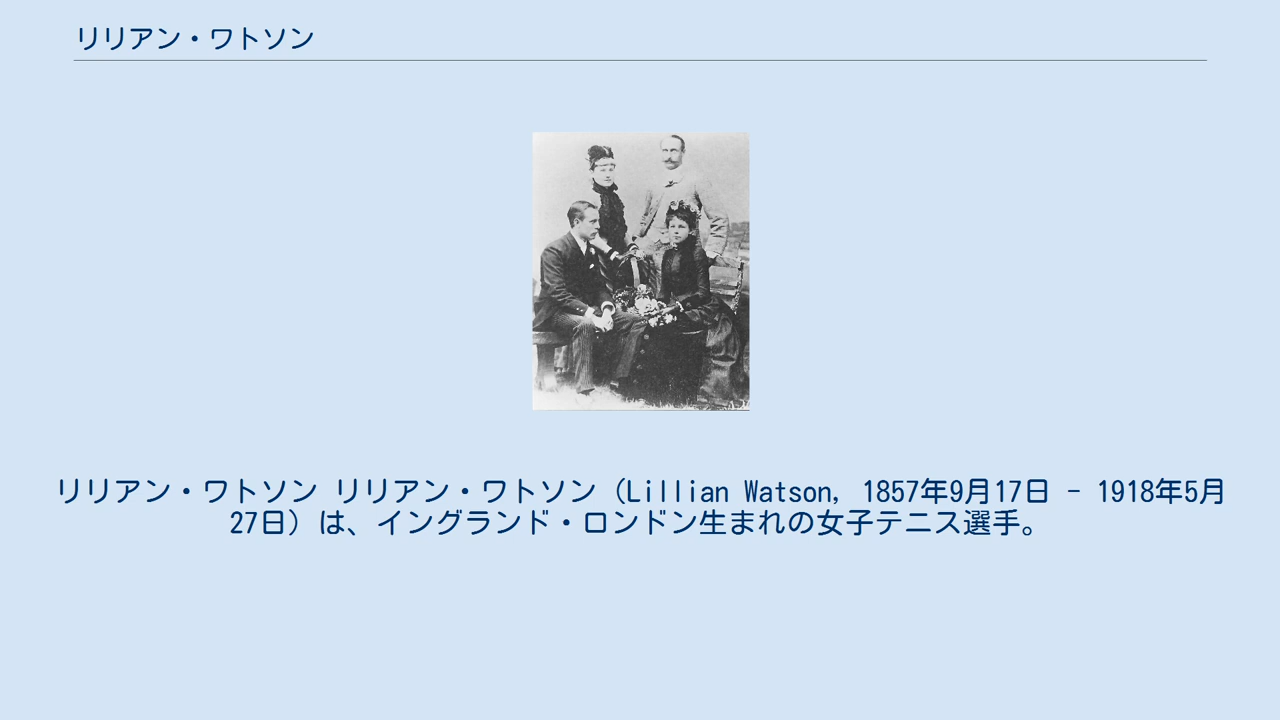 リリアン・ワトソン
リリアン・ワトソン リリアン・ワトソン（Lillian Watson, 1857年9月17日 - 1918年5月
27日）は、イングランド・ロンドン生まれの女子テニス選手。